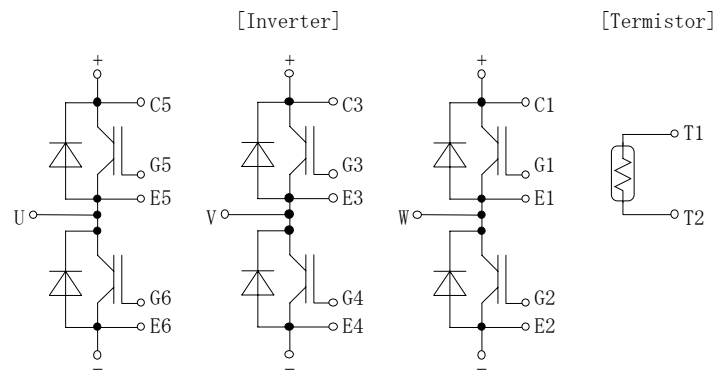 [Inverter] [Termistor]
+ + +
C5 C3 C1
T1
G5 G3 G1
E5 E3 E1
U V W T2
G6 G4 G2
E6 E4 E2
− − −